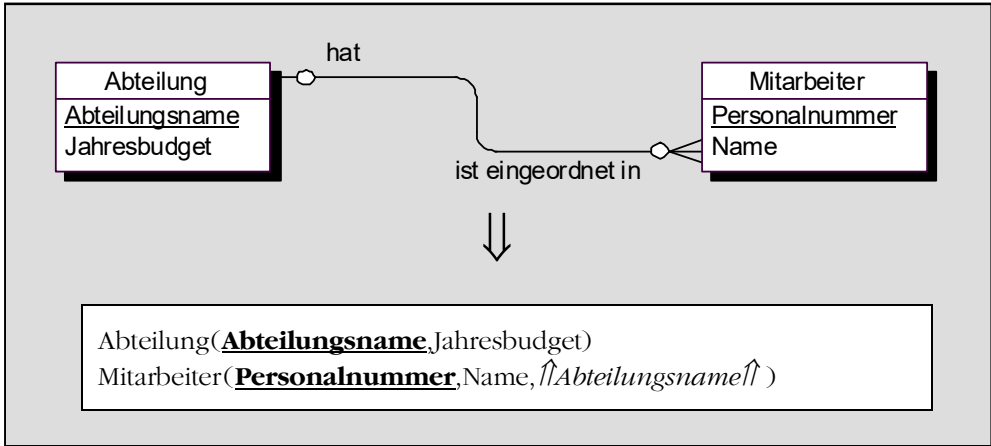 hat
Abteilung
Abteilungsname
Jahresbudget
Mitarbeiter
Personalnummer
Name
ist eingeordnet in
⇓
Abteilung(Abteilungsname,Jahresbudget)
Mitarbeiter(Personalnummer,Name,⇑Abteilungsname⇑ )